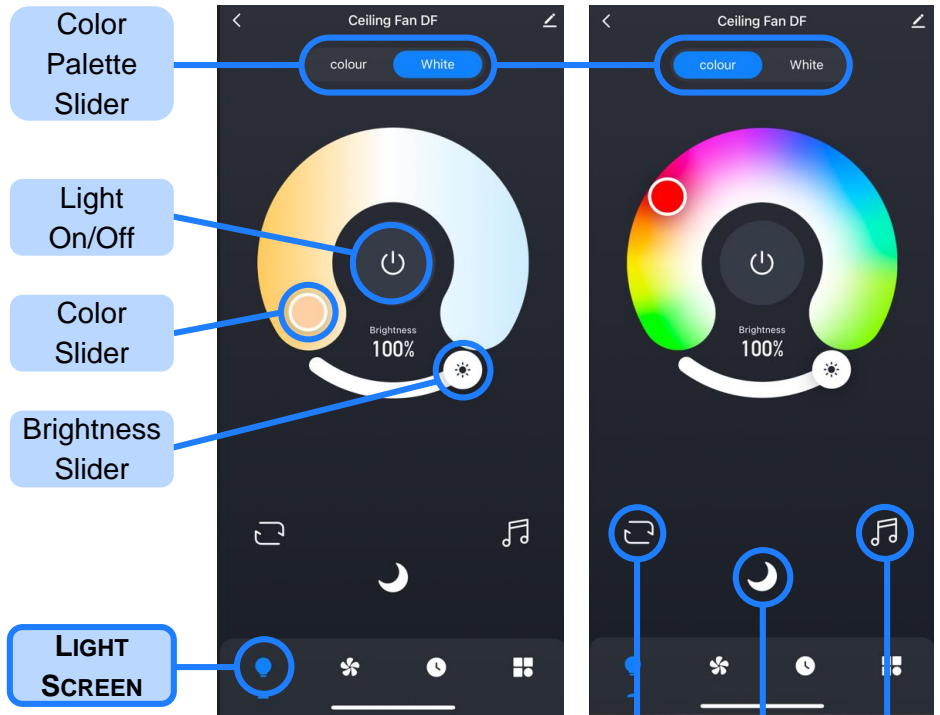 Color
Palette
Slider
Light
On/Off
Color
Slider
Brightness
Slider
LIGHT
SCREEN
Ceiling Fan DF
colour White
Brightness
100%
Ceiling Fan DF
colour White
Brightness
100%